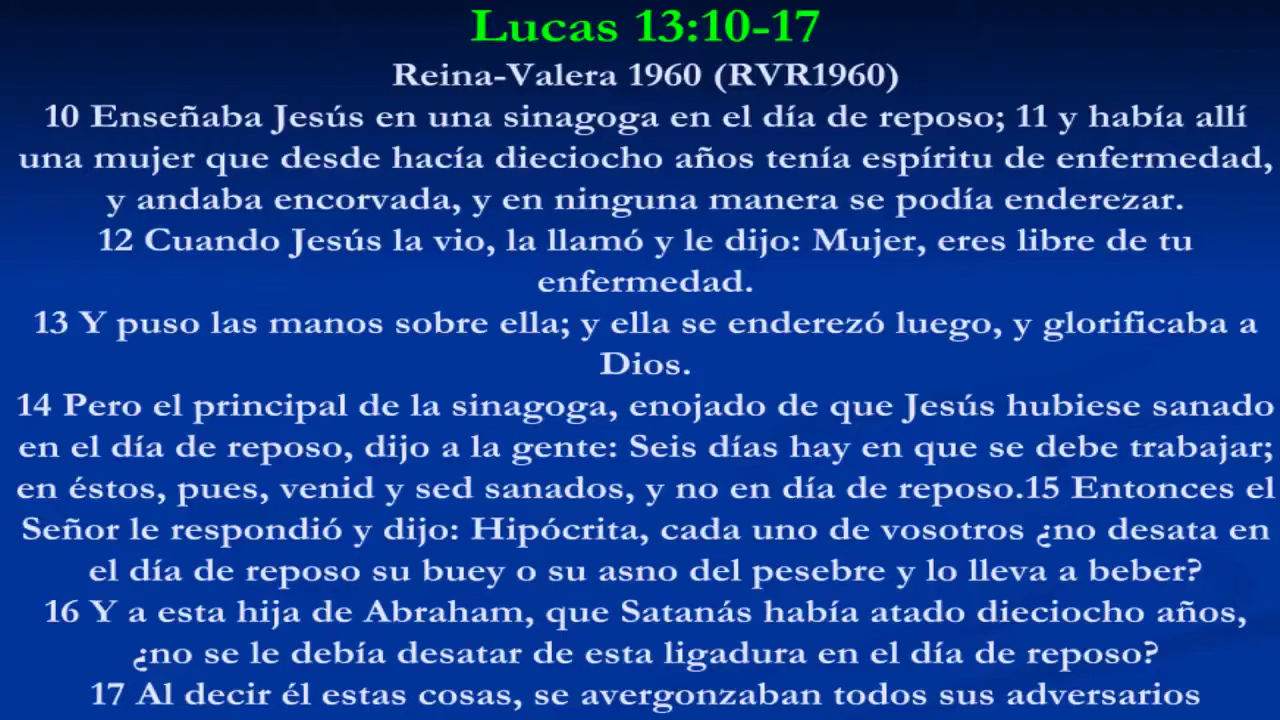 Lucas 13:10-17
Reina-Valera 1960 (RVR1960)
10 Enseñaba Jesús en una sinagoga en el día de reposo; 11 y había allí
una mujer que desde hacía dieciocho años tenía espíritu de enfermedad,
y andaba encorvada, y en ninguna manera se podía enderezar.
12 Cuando Jesús la vio, la llamó y le dijo: Mujer, eres libre de tu
enfermedad.
13 Y puso las manos sobre ella; y ella se enderezó luego, y glorificaba a
Dios.
14 Pero el principal de la sinagoga, enojado de que Jesús hubiese sanado
en el día de reposo, dijo a la gente: Seis días hay en que se debe trabajar;
en éstos, pues, venid y sed sanados, y no en día de reposo.15 Entonces el
Señor le respondió y dijo: Hipócrita, cada uno de vosotros ¿no desata en
el día de reposo su buey o su asno del pesebre y lo lleva a beber?
16 Y a esta hija de Abraham, que Satanás había atado dieciocho años,
¿no se le debía desatar de esta ligadura en el día de reposo?
17 Al decir él estas cosas, se avergonzaban todos sus adversarios